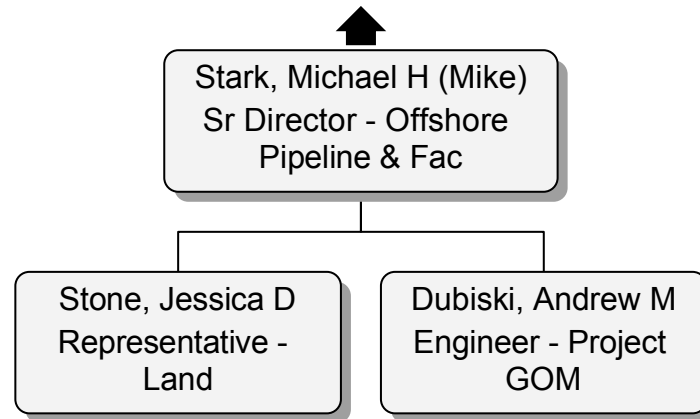 Stark, Michael H (Mike)
Sr Director - Offshore
Pipeline & Fac
Stone, Jessica D
Representative -
Land
Dubiski, Andrew M
Engineer - Project
GOM